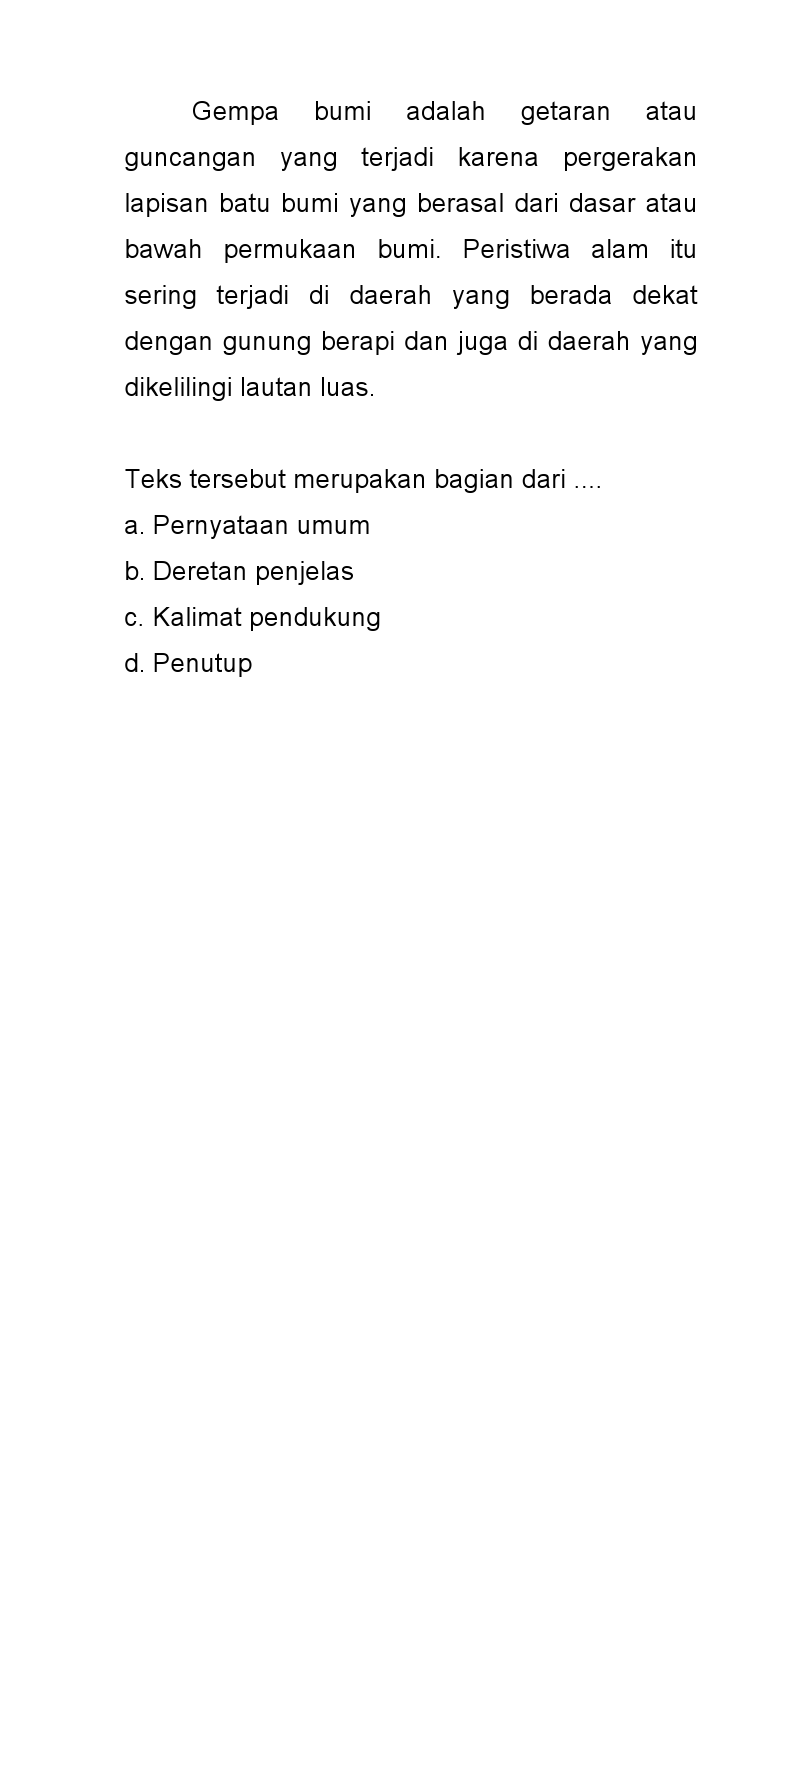 Gempa bumi adalah getaran atau
guncangan yang terjadi karena pergerakan
lapisan batu bumi yang berasal dari dasar atau
bawah permukaan bumi. Peristiwa alam itu
sering terjadi di daerah yang berada dekat
dengan gunung berapi dan juga di daerah yang
dikelilingi lautan luas.
Teks tersebut merupakan bagian dari ....
a. Pernyataan umum
b. Deretan penjelas
c. Kalimat pendukung
d. Penutup